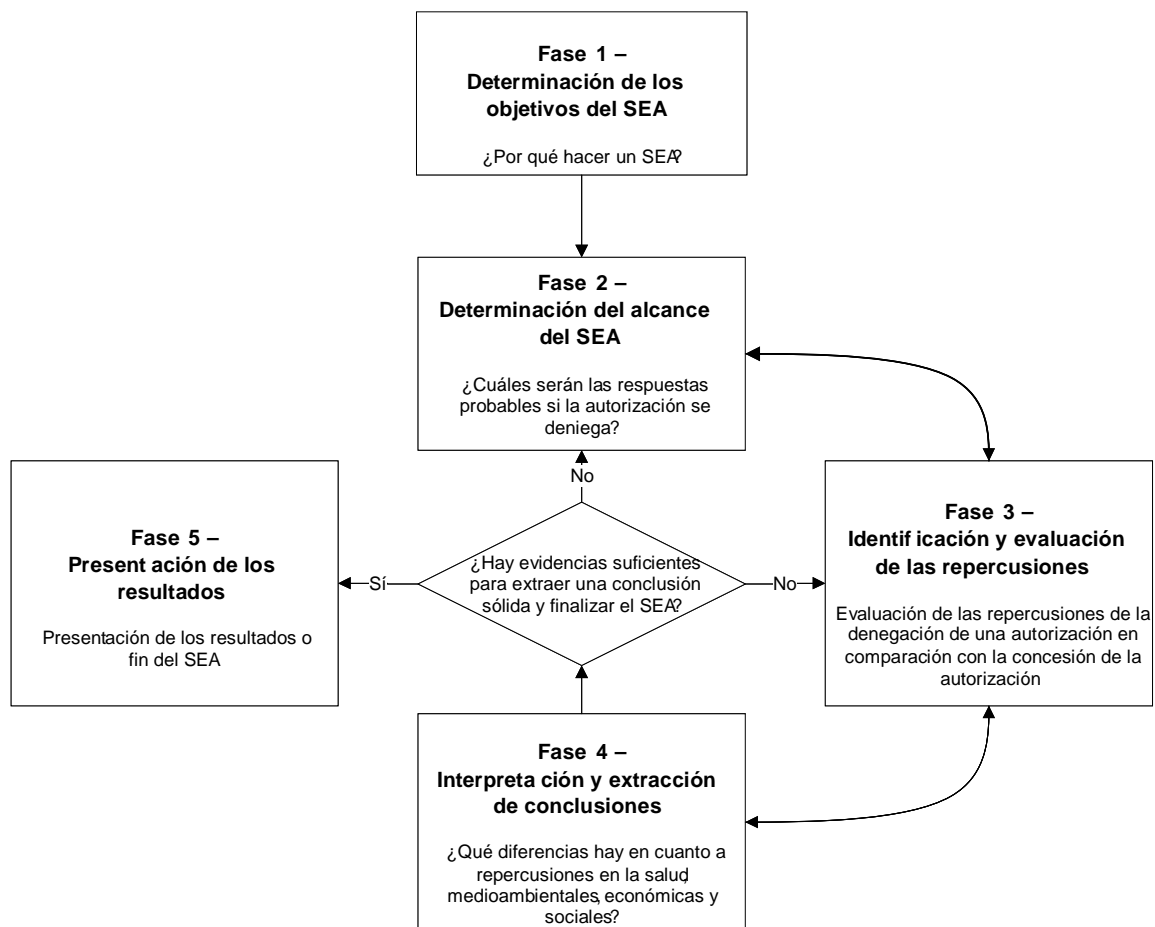 Fase 1 –
Determinación de los
objetivos del SEA
¿Por qué hacer un SEA?
Fase 2 –
Determinación del alcance
del SEA
¿Cuáles serán las respuestas
probables si la autorización se
deniega?
No
Fase 5 –
Present ación de los
resultados
Presentación de los resultados o
fin del SEA
Sí
¿Hay evidencias suficientes
para extraer una conclusión
sólida y finalizar el SEA?
No
Fase 3 –
Identif icación y evaluación
de las repercusiones
Evaluación de las repercusiones de la
denegación de una autorización en
comparación con la concesión de la
autorización
Fase 4 –
Interpreta ción y extracción
de conclusiones
¿Qué diferencias hay en cuanto a
repercusiones en la salud,
medioambientales, económicas y
sociales?